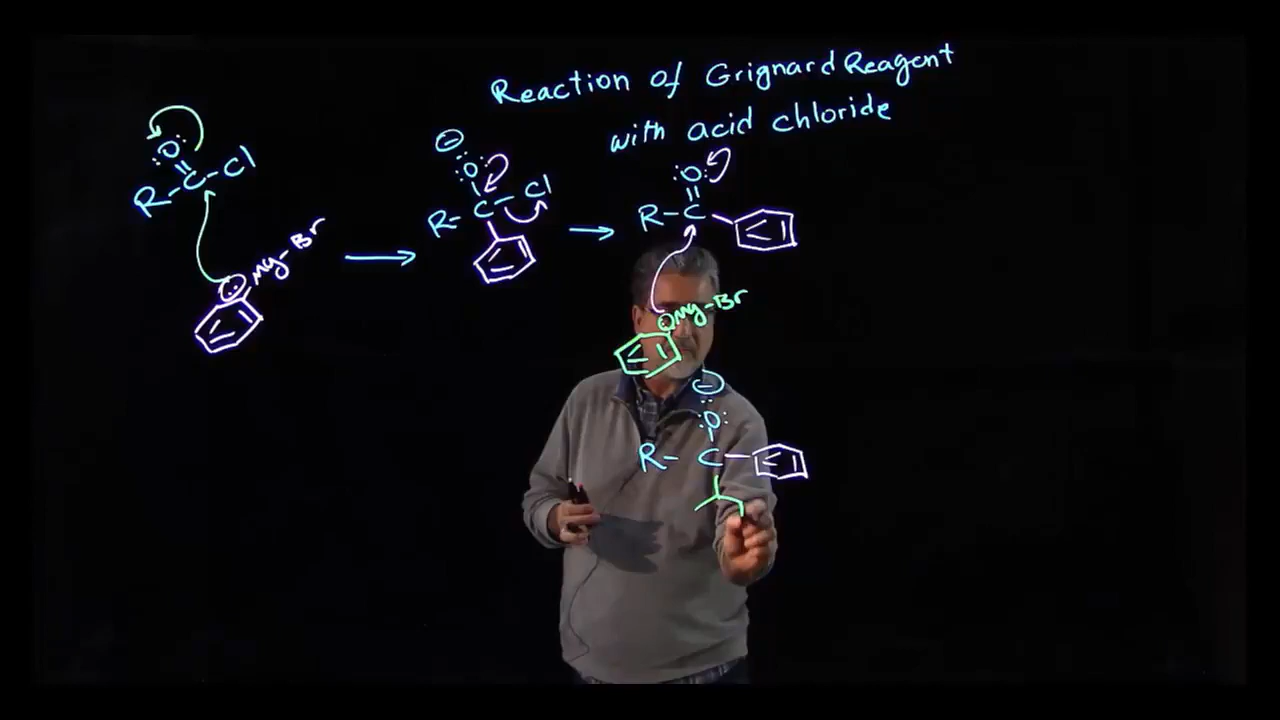 Reaction of Grignard Reagent
with acid chloride
:O:
R-C-Cl
:
Mg-Br
⊖
:O:
R-C-Cl
:O:
R-C
:
Mg-Br
⊖
:O:
R-C